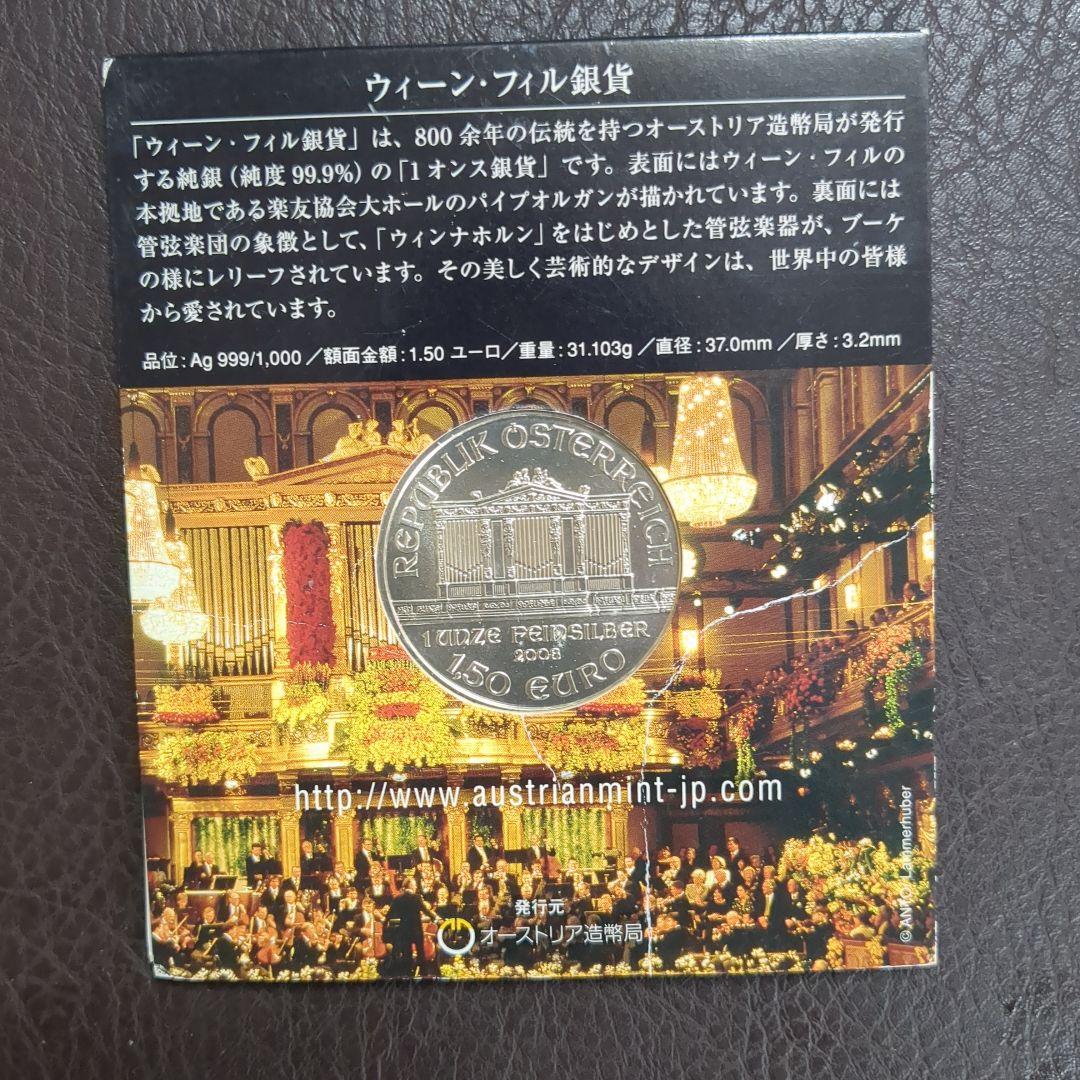 ウィーン・フィル銀貨
「ウィーン・フィル銀貨」は、800 余年の伝統を持つオーストリア造幣局が発行
する純銀（純度 99.9%）の「1 オンス銀貨」です。表面にはウィーン・フィルの
本拠地である楽友協会大ホールのパイプオルガンが描かれています。裏面には
管弦楽団の象徴として、「ウィンナホルン」をはじめとした管弦楽器が、ブーケ
の様にレリーフされています。その美しく芸術的なデザインは、世界中の皆様
から愛されています。
品位：Ag 999/1,000 ／額面金額：1.50 ユーロ／重量：31.103g ／直径：37.0mm ／厚さ：3.2mm
REPUBLIK ÖSTERREICH
1 UNZE FEINSILBER
2008
1,50 EURO
http://www.austrianmint-jp.com
© Lammerhuber
発行元
オーストリア造幣局